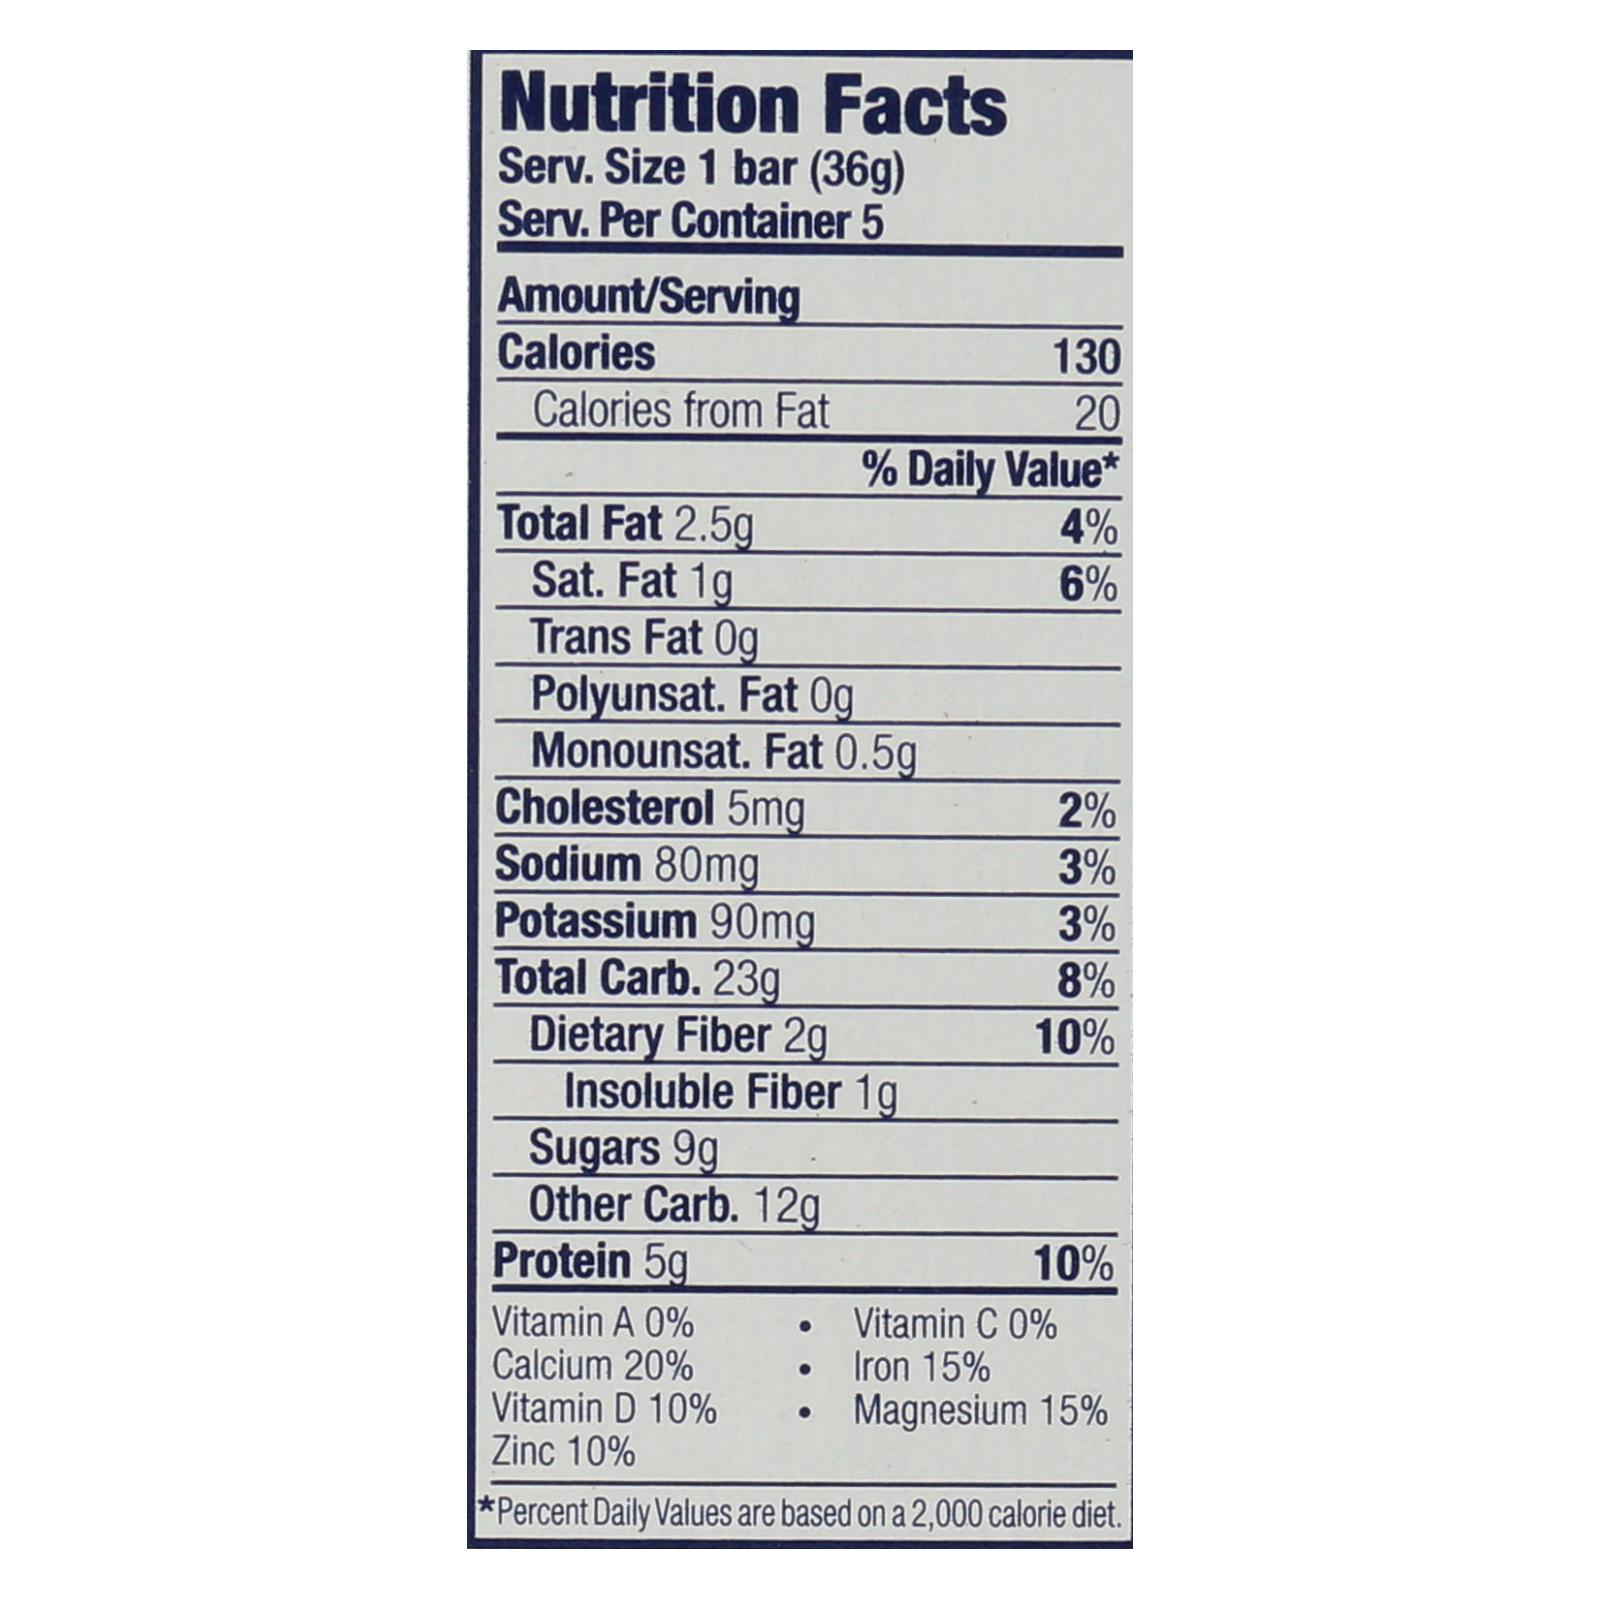 Nutrition Facts
Serv. Size 1 bar (36g)
Serv. Per Container 5
Amount/Serving
Calories 130
Calories from Fat 20
% Daily Value*
Total Fat 2.5g 4%
Sat. Fat 1g 6%
Trans Fat 0g
Polyunsat. Fat 0g
Monounsat. Fat 0.5g
Cholesterol 5mg 2%
Sodium 80mg 3%
Potassium 90mg 3%
Total Carb. 23g 8%
Dietary Fiber 2g 10%
Insoluble Fiber 1g
Sugars 9g
Other Carb. 12g
Protein 5g 10%
Vitamin A 0% • Vitamin C 0%
Calcium 20% • Iron 15%
Vitamin D 10% • Magnesium 15%
Zinc 10%
*Percent Daily Values are based on a 2,000 calorie diet.